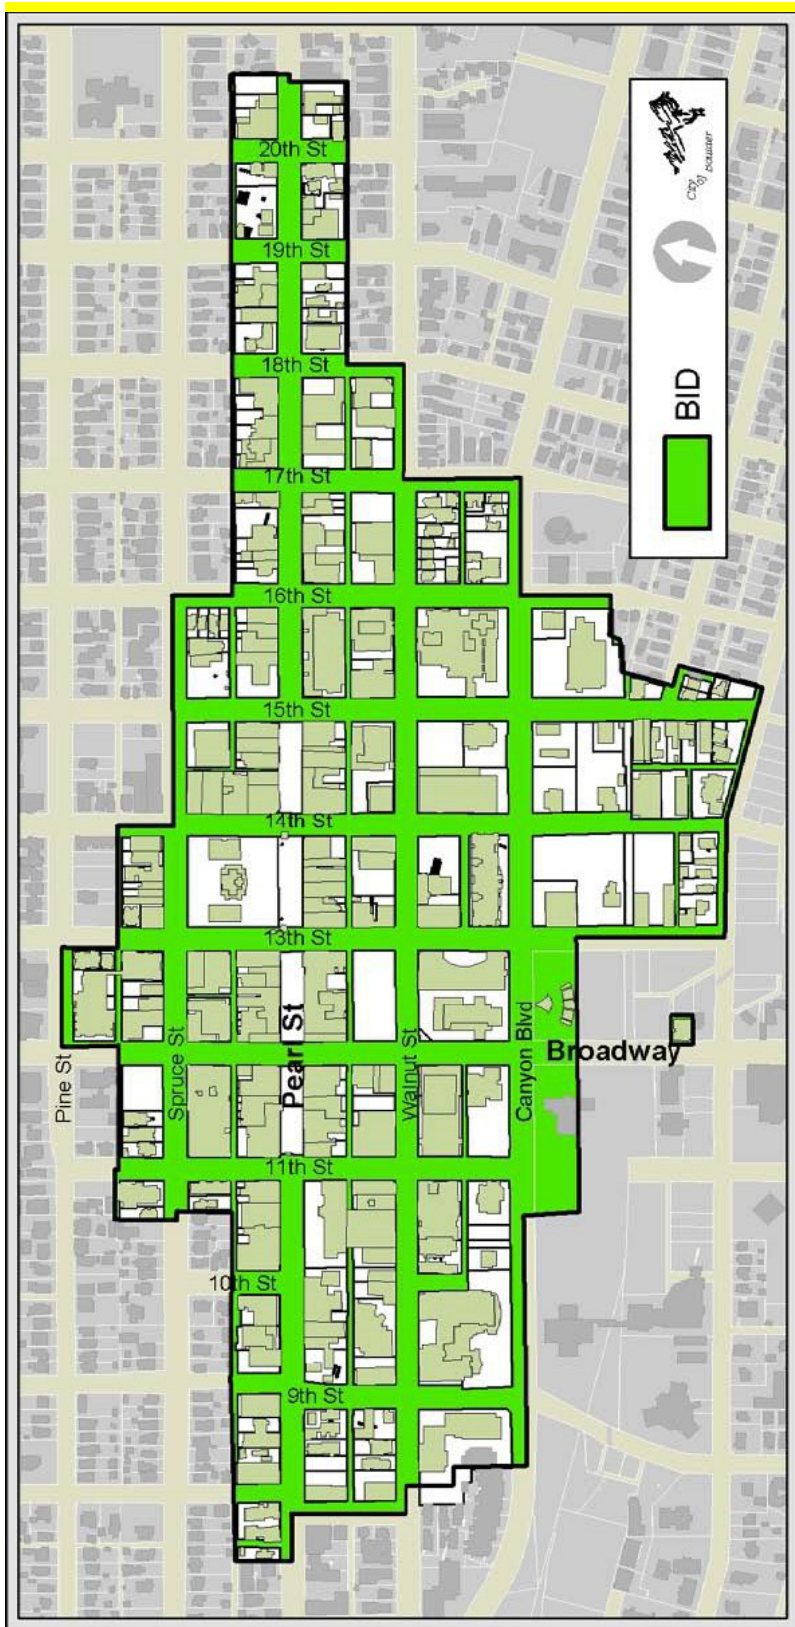 City
of Boulder
BID
20th St
19th St
18th St
17th St
16th St
15th St
14th St
13th St
Pine St
Spruce St
Pearl St
Walnut St
Canyon Blvd
Broadway
11th St
10th St
9th St